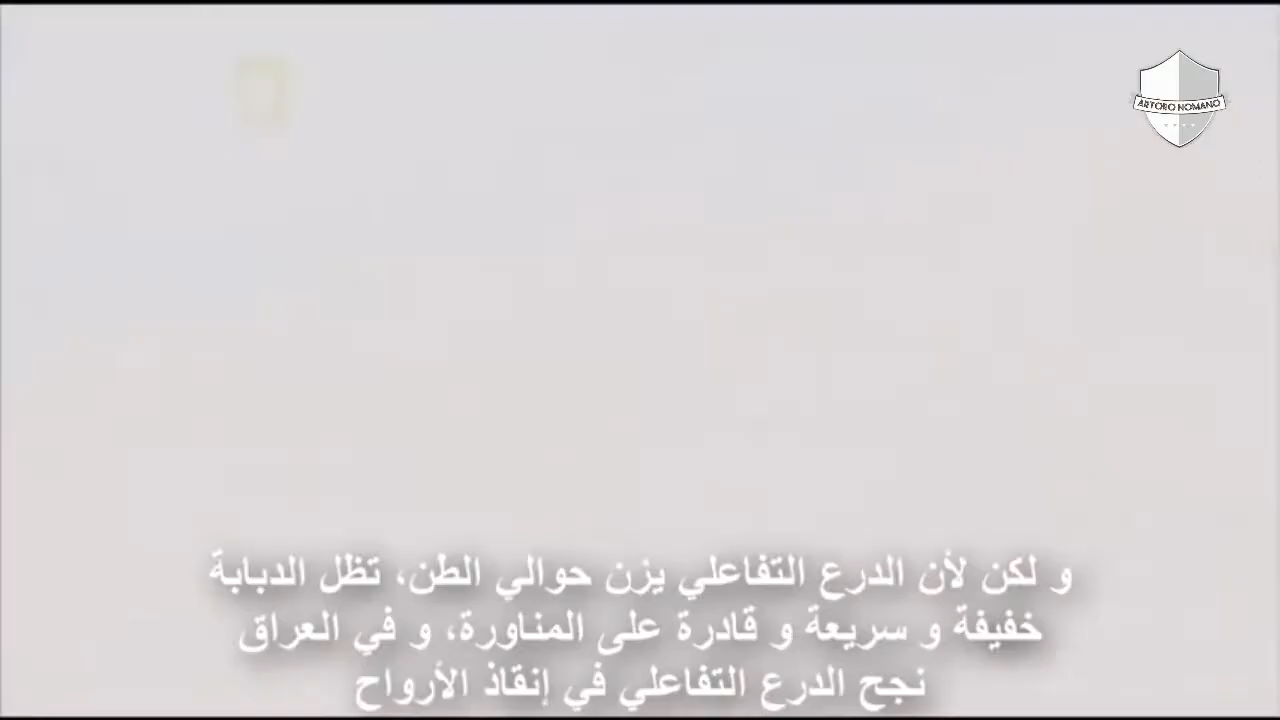 ARTORO NOMANO
و لكن لأن الدرع التفاعلي يزن حوالي الطن، تظل الدبابة
خفيفة و سريعة و قادرة على المناورة، و في العراق
نجح الدرع التفاعلي في إنقاذ الأرواح